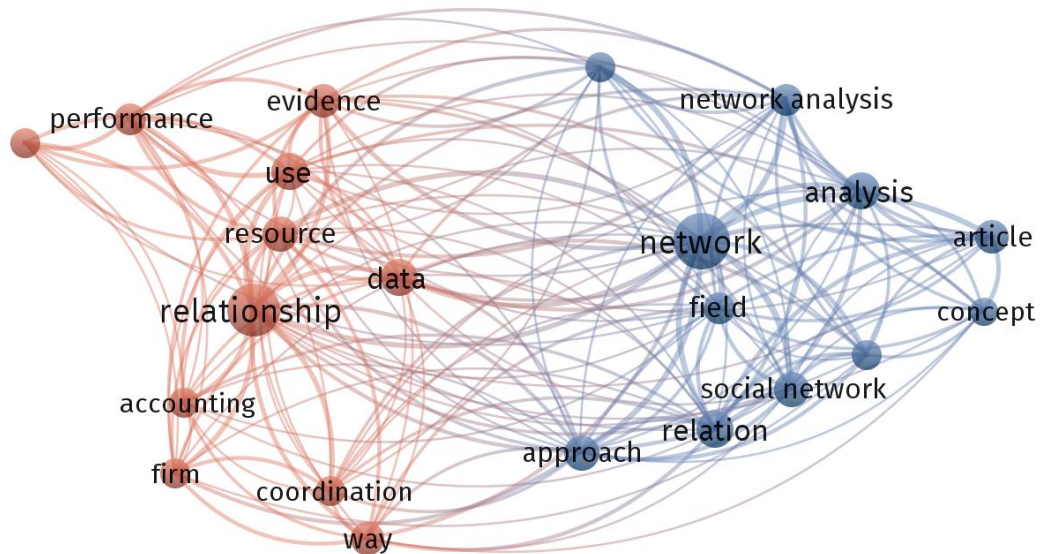 performance
evidence
network analysis
use
analysis
resource
network
article
data
relationship
field
concept
accounting
social network
relation
approach
firm
coordination
way